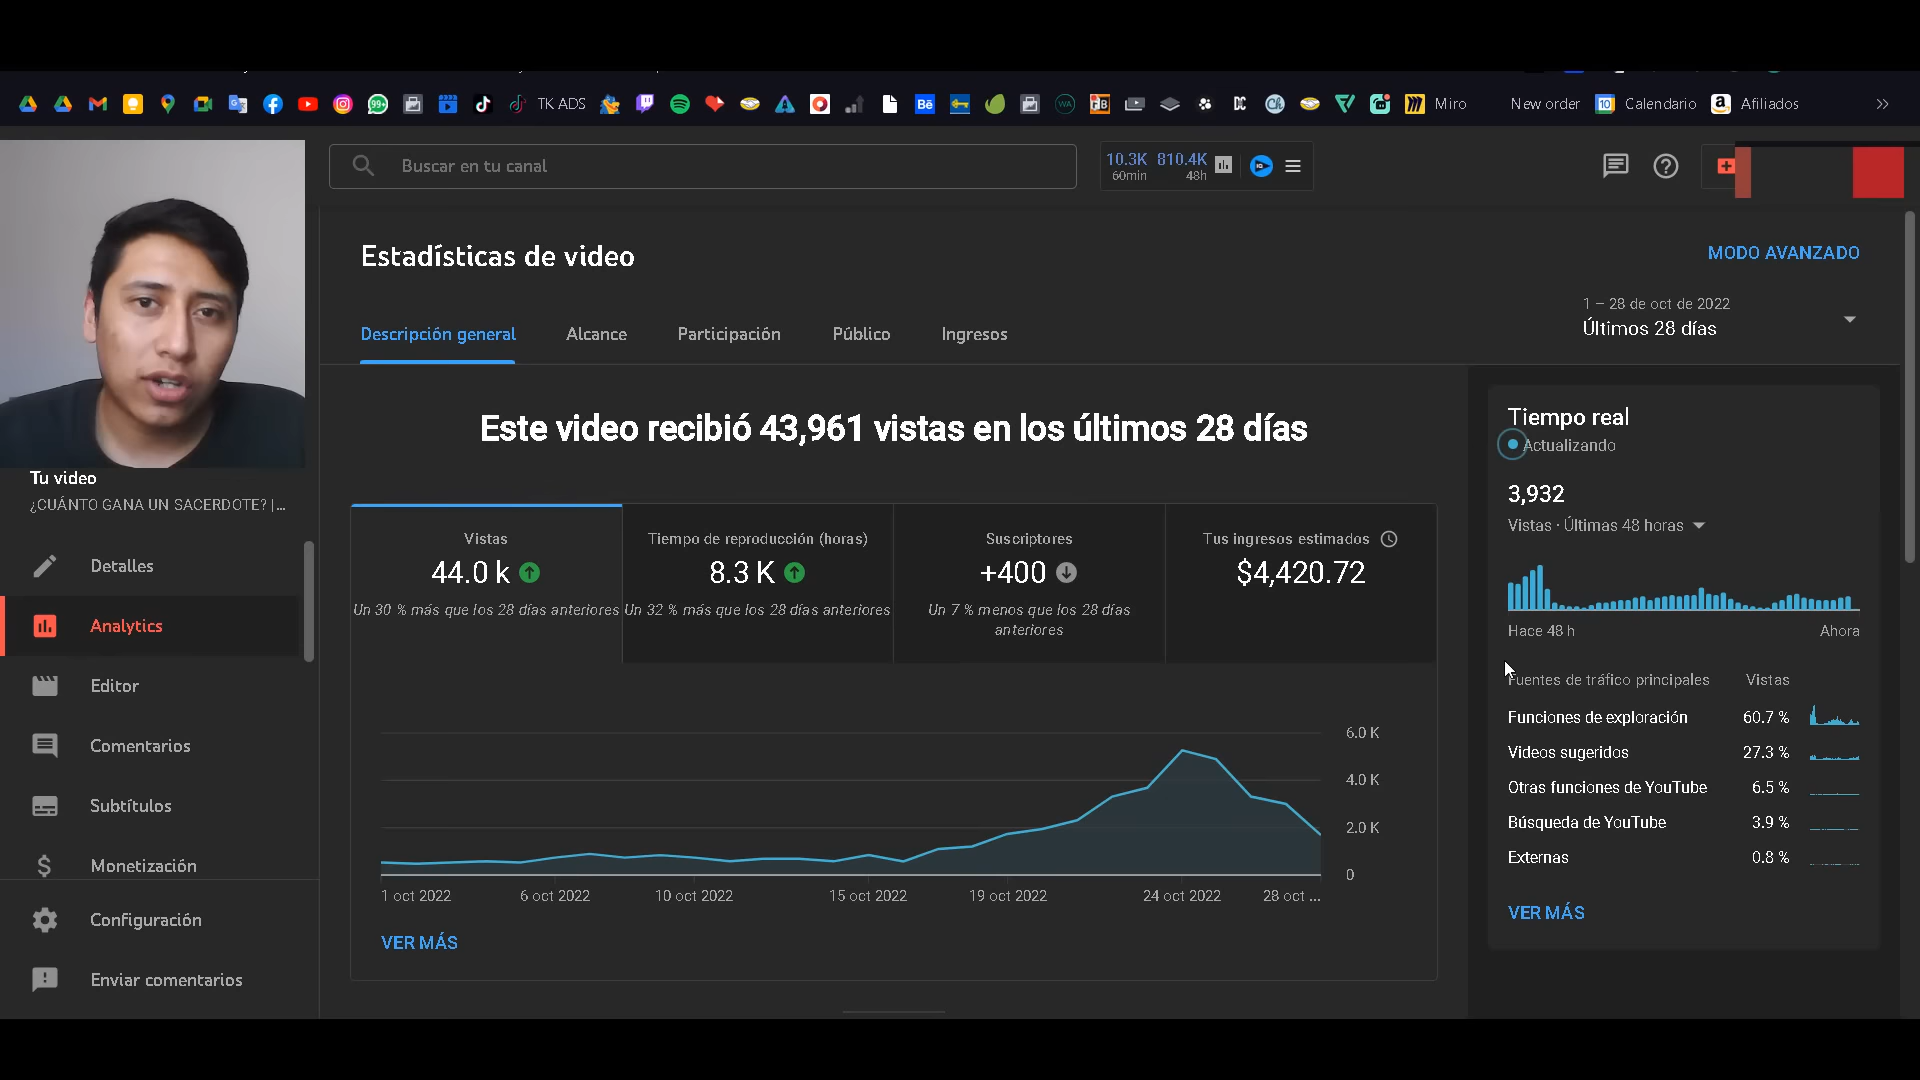 TK ADS
Bē
DC
Miro
New order
10
Calendario
Afiliados
Buscar en tu canal
10.3K 810.4K
60min 48h
Estadísticas de video
MODO AVANZADO
1 – 28 de oct de 2022
Últimos 28 días
Descripción general
Alcance
Participación
Público
Ingresos
Este video recibió 43,961 vistas en los últimos 28 días
Tu video
¿CUÁNTO GANA UN SACERDOTE? |...
Detalles
Analytics
Editor
Comentarios
Subtítulos
Monetización
Configuración
Enviar comentarios
Vistas
44.0 k
Un 30 % más que los 28 días anteriores
Tiempo de reproducción (horas)
8.3 K
Un 32 % más que los 28 días anteriores
Suscriptores
+400
Un 7 % menos que los 28 días
anteriores
Tus ingresos estimados
$4,420.72
6.0 K
4.0 K
2.0 K
0
1 oct 2022
6 oct 2022
10 oct 2022
15 oct 2022
19 oct 2022
24 oct 2022
28 oct ...
VER MÁS
Tiempo real
Actualizando
3,932
Vistas · Últimas 48 horas
Hace 48 h
Ahora
Fuentes de tráfico principales Vistas
Funciones de exploración 60.7 %
Videos sugeridos 27.3 %
Otras funciones de YouTube 6.5 %
Búsqueda de YouTube 3.9 %
Externas 0.8 %
VER MÁS